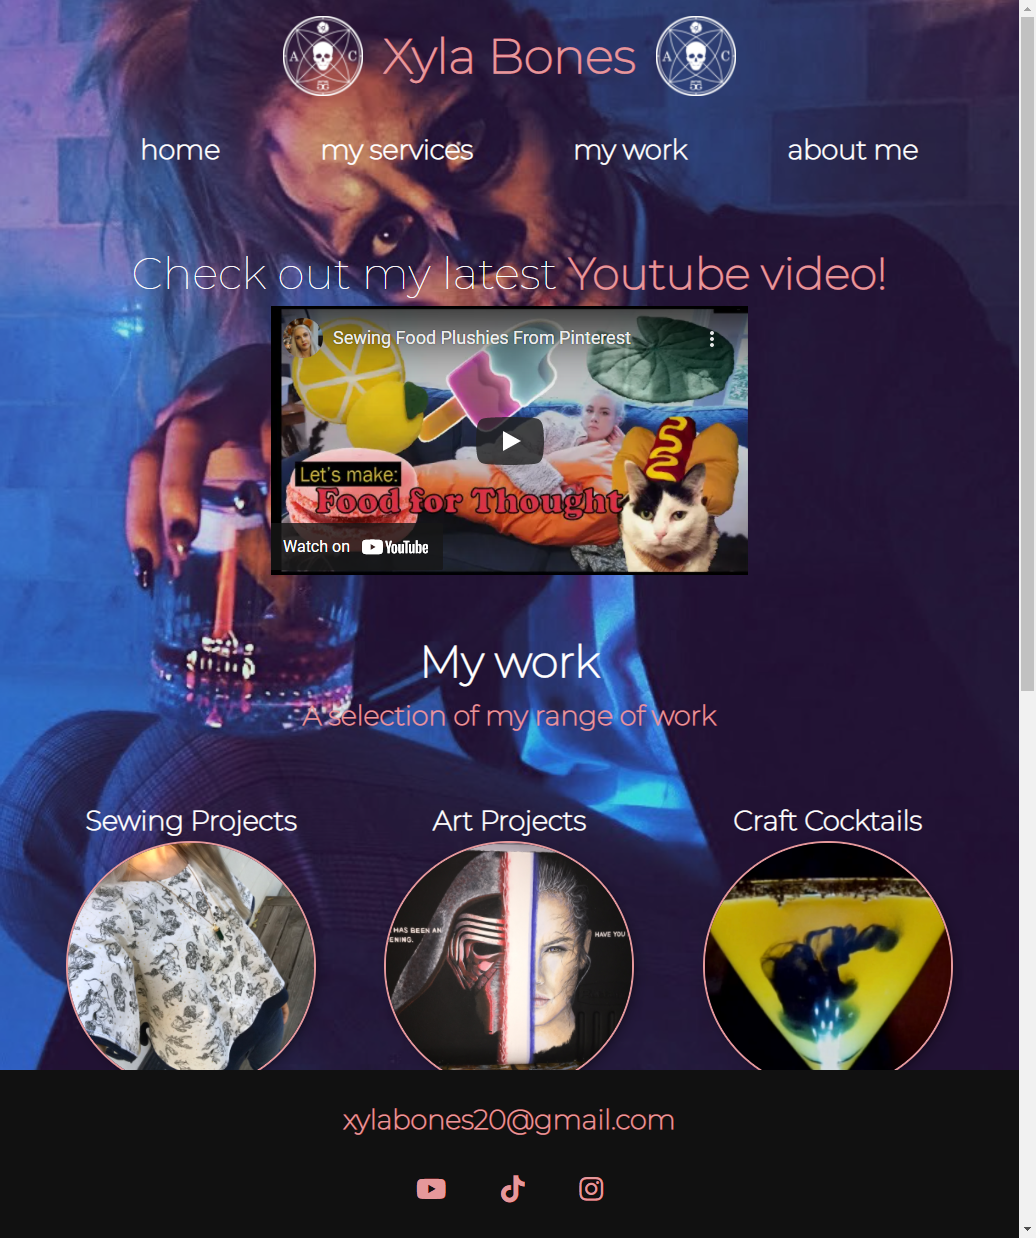 A C
5G
Xyla Bones
A C
5G
home my services my work about me
Check out my latest Youtube video!
Sewing Food Plushies From Pinterest
Let's make:
Food for Thought
Watch on YouTube
My work
A selection of my range of work
Sewing Projects Art Projects Craft Cocktails
HAS BEEN AN
ENING.
HAVE YOU
xylabones20@gmail.com